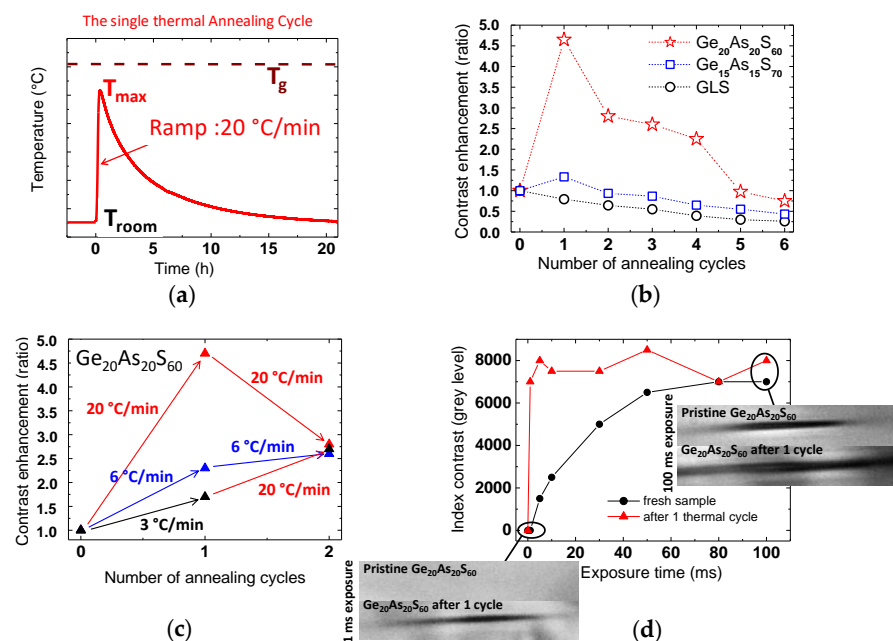 The single thermal Annealing Cycle
Temperature (°C)
T_g
T_max
Ramp :20 °C/min
T_room
0 5 10 15 20
Time (h)
(a)
Contrast enhancement (ratio)
5.0
4.5
4.0
3.5
3.0
2.5
2.0
1.5
1.0
0.5
0.0
Ge20As20S60
Ge15As15S70
GLS
0 1 2 3 4 5 6
Number of annealing cycles
(b)
Contrast enhancement (ratio)
5.0
4.5
4.0
3.5
3.0
2.5
2.0
1.5
1.0
Ge20As20S60
20 °C/min
20 °C/min
6 °C/min
6 °C/min
20 °C/min
3 °C/min
0 1 2
Number of annealing cycles
(c)
Index contrast (grey level)
8000
6000
4000
2000
0
fresh sample
after 1 thermal cycle
0 20 40 60 80 100
Exposure time (ms)
100 ms exposure
Pristine Ge20As20S60
Ge20As20S60 after 1 cycle
1 ms exposure
Pristine Ge20As20S60
Ge20As20S60 after 1 cycle
(d)